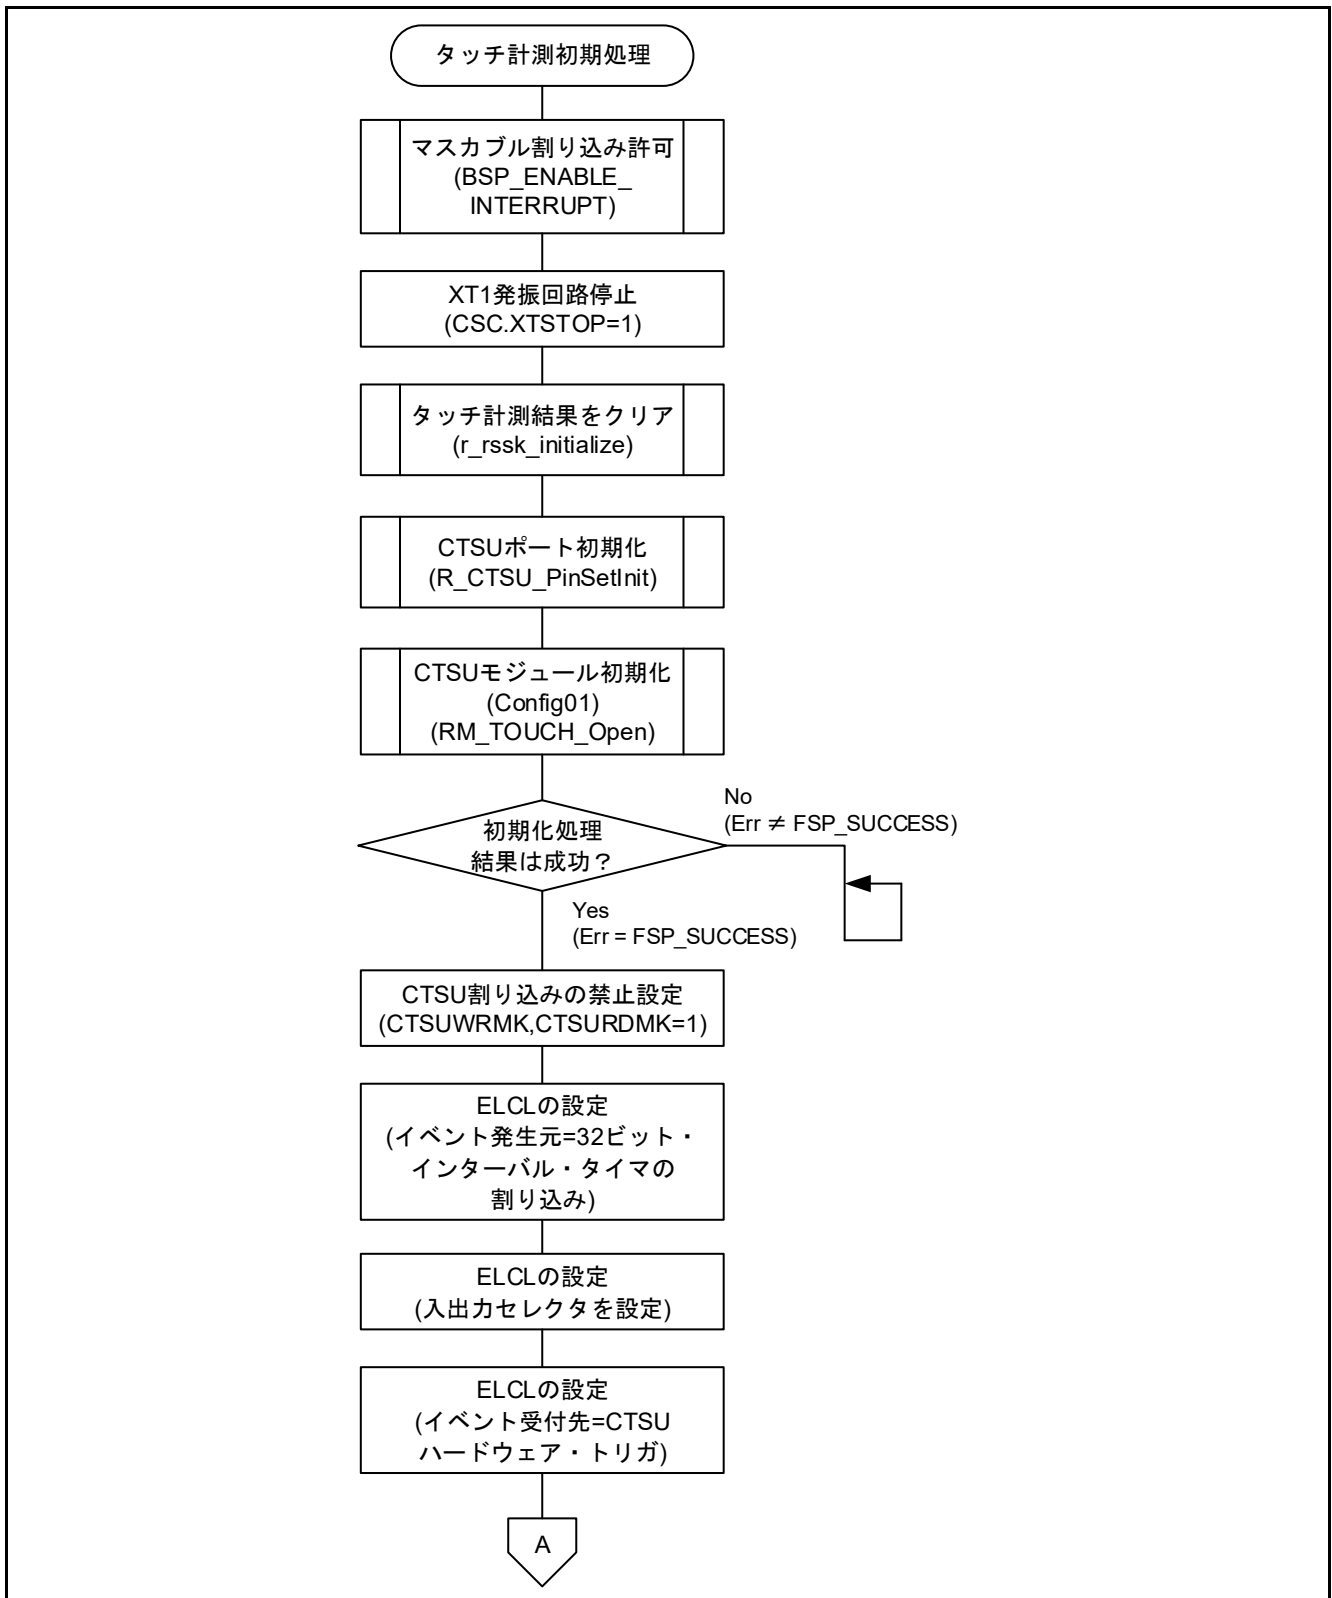 タッチ計測初期処理
マスカブル割り込み許可
(BSP_ENABLE_
INTERRUPT)
XT1発振回路停止
(CSC.XTSTOP=1)
タッチ計測結果をクリア
(r_rssk_initialize)
CTSUポート初期化
(R_CTSU_PinSetInit)
CTSUモジュール初期化
(Config01)
(RM_TOUCH_Open)
初期化処理
結果は成功？
No
(Err ≠ FSP_SUCCESS)
Yes
(Err = FSP_SUCCESS)
CTSU割り込みの禁止設定
(CTSUWRMK,CTSURDMK=1)
ELCLの設定
(イベント発生元=32ビット・
インターバル・タイマの
割り込み)
ELCLの設定
(入出力セレクタを設定)
ELCLの設定
(イベント受付先=CTSU
ハードウェア・トリガ)
A